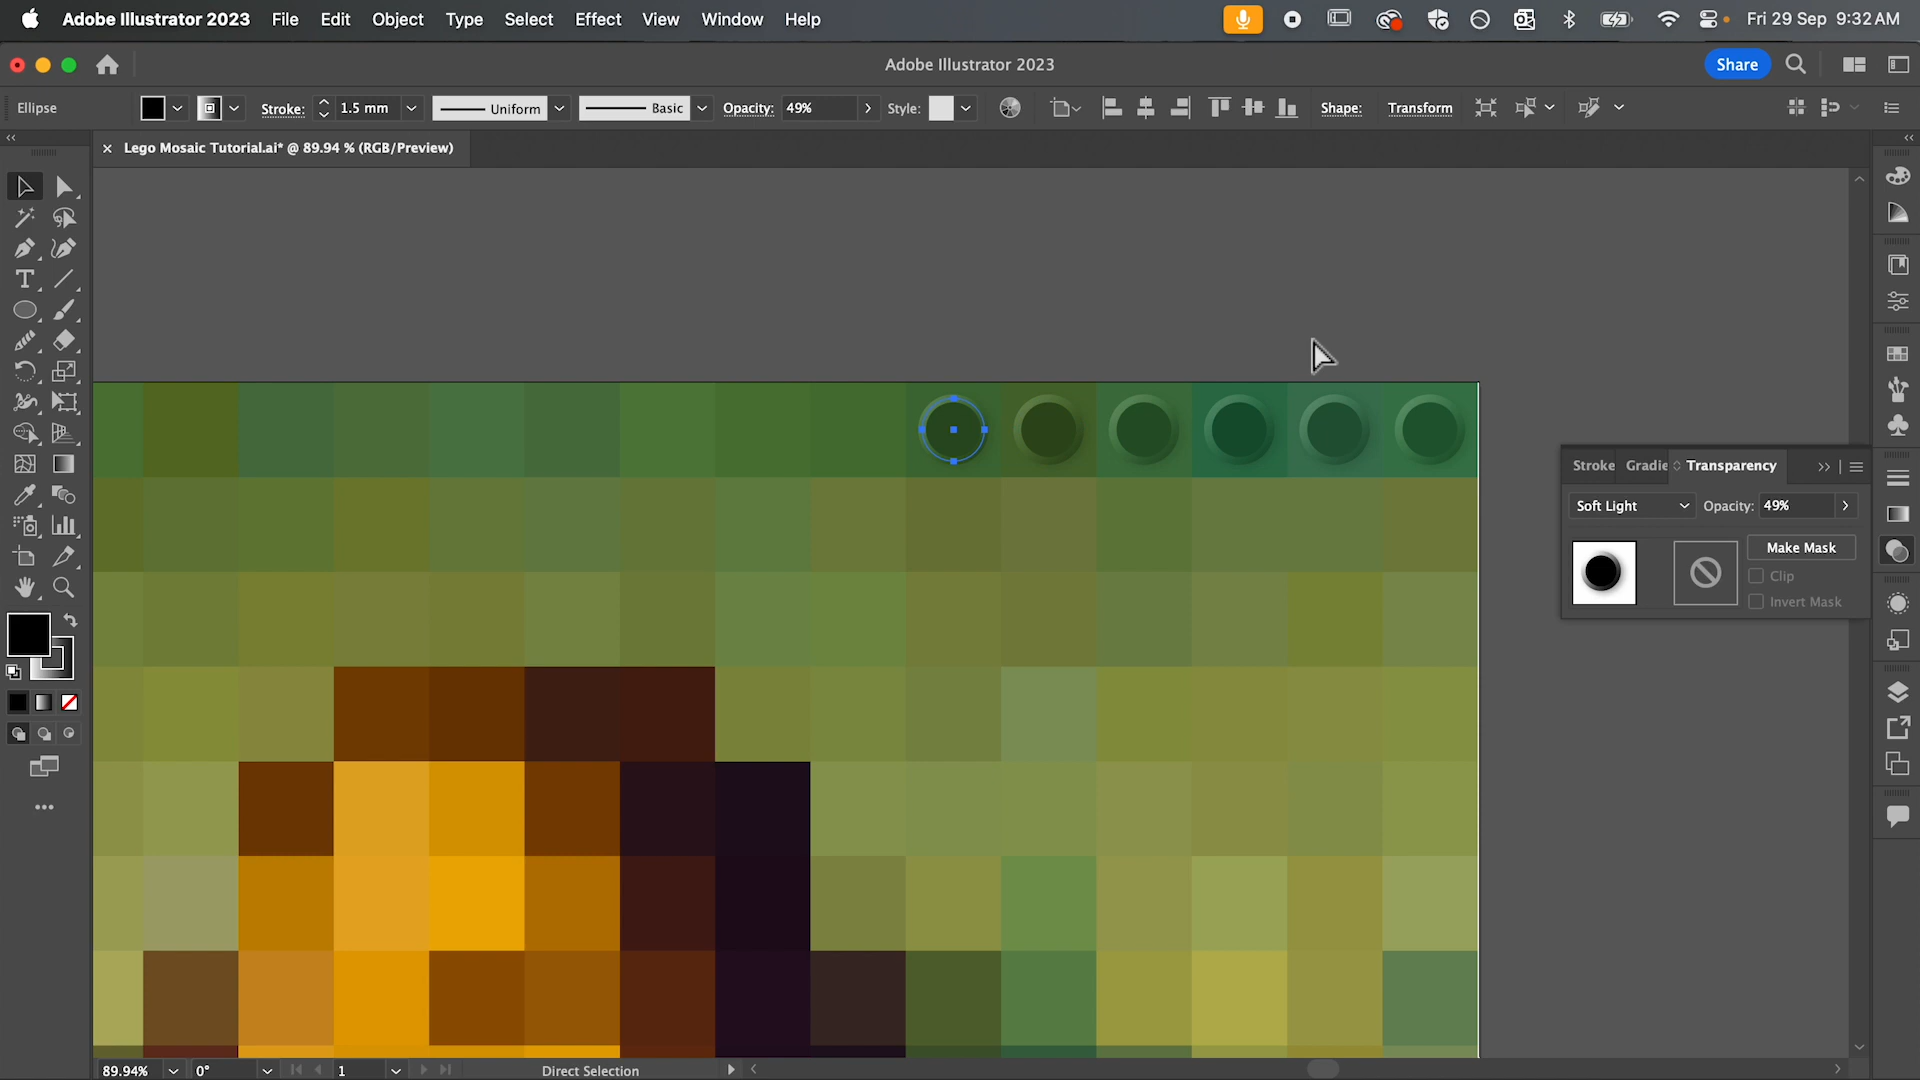 Adobe Illustrator 2023 File Edit Object Type Select Effect View Window Help Fri 29 Sep 9:32 AM
Adobe Illustrator 2023 Share
Ellipse Stroke: 1.5 mm Uniform Basic Opacity: 49% Style: Shape: Transform
Lego Mosaic Tutorial.ai* @ 89.94 % (RGB/Preview)
Stroke Gradie Transparency
Soft Light Opacity: 49%
Make Mask
Clip
Invert Mask
89.94% 0° 1 Direct Selection